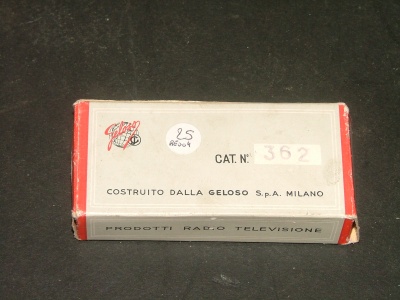 Geloso
25
CAT. N° 362
COSTRUITO DALLA GELOSO S.p.A. MILANO
PRODOTTI RADIO TELEVISIONE